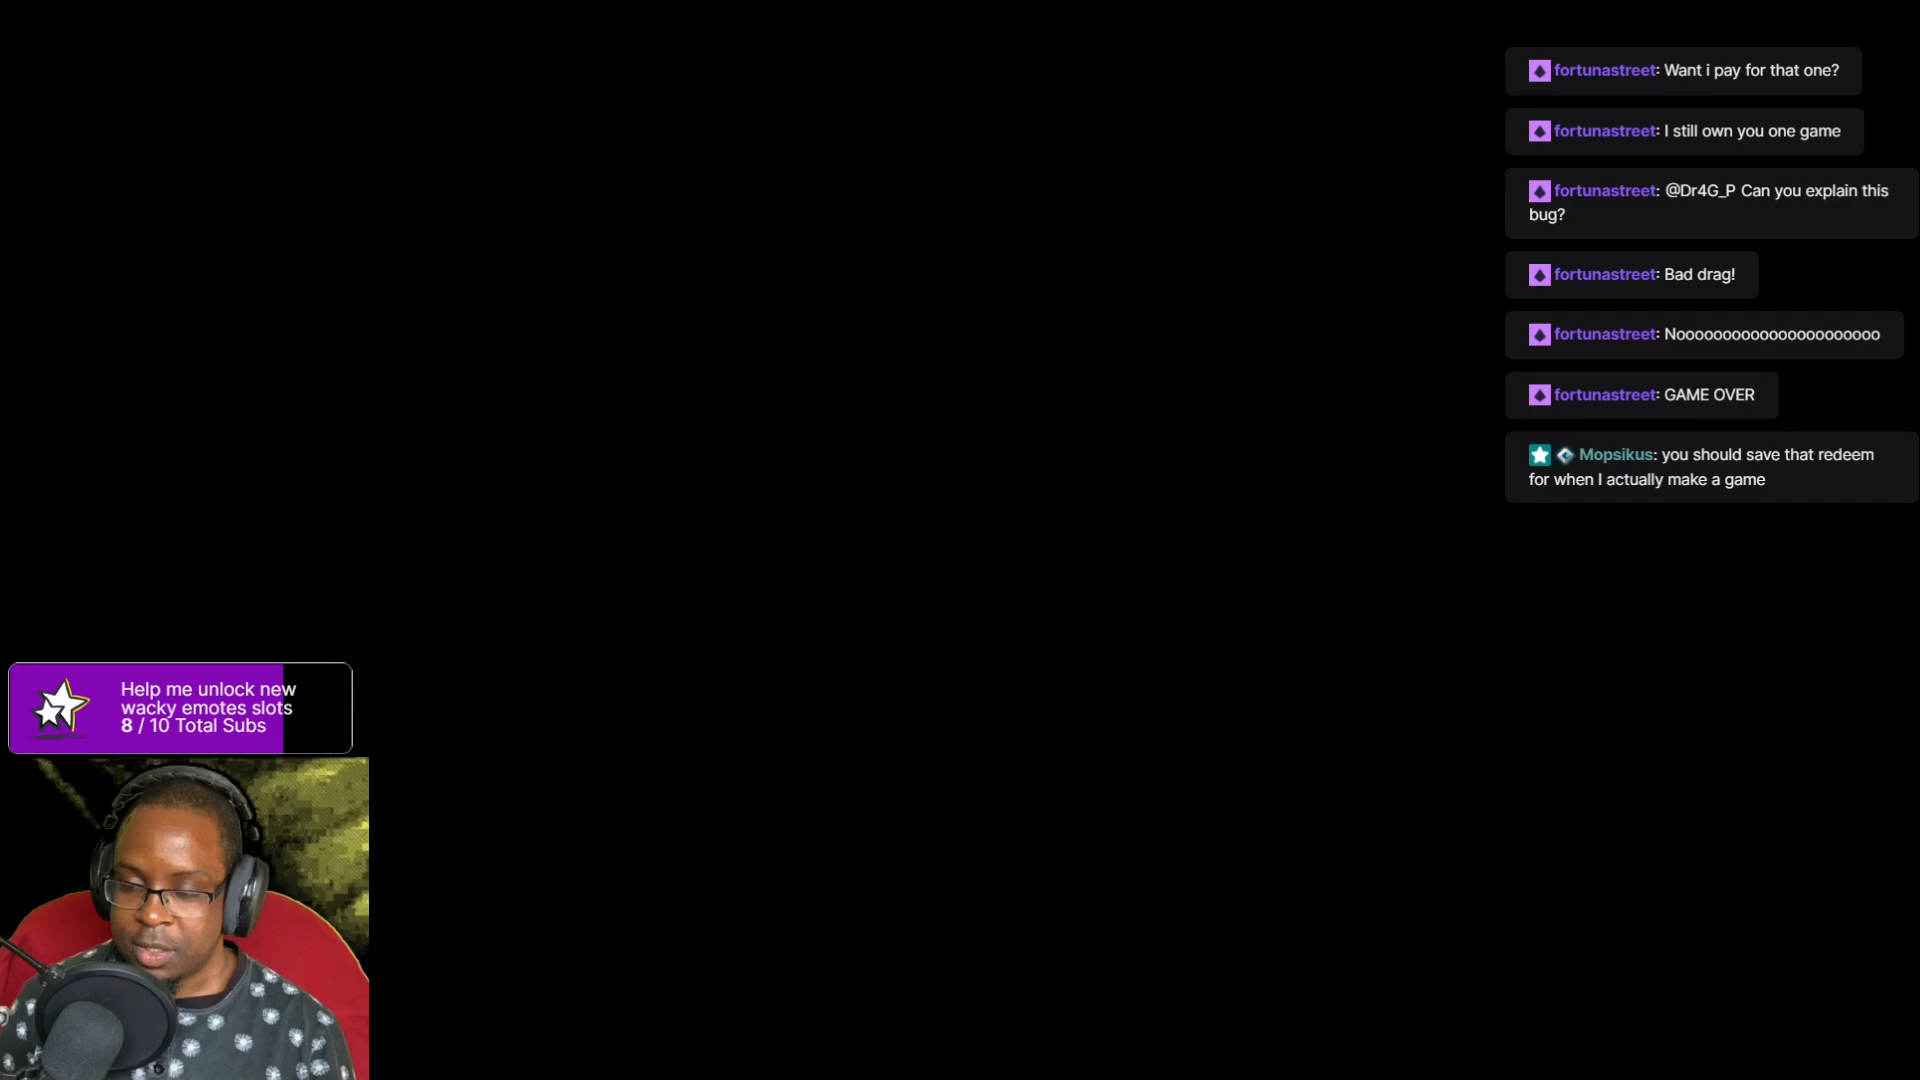 fortunastreet: Want i pay for that one?
fortunastreet: I still own you one game
fortunastreet: @Dr4G_P Can you explain this
bug?
fortunastreet: Bad drag!
fortunastreet: Noooooooooooooooooooooo
fortunastreet: GAME OVER
Mopsikus: you should save that redeem
for when I actually make a game
Help me unlock new
wacky emotes slots
8 / 10 Total Subs